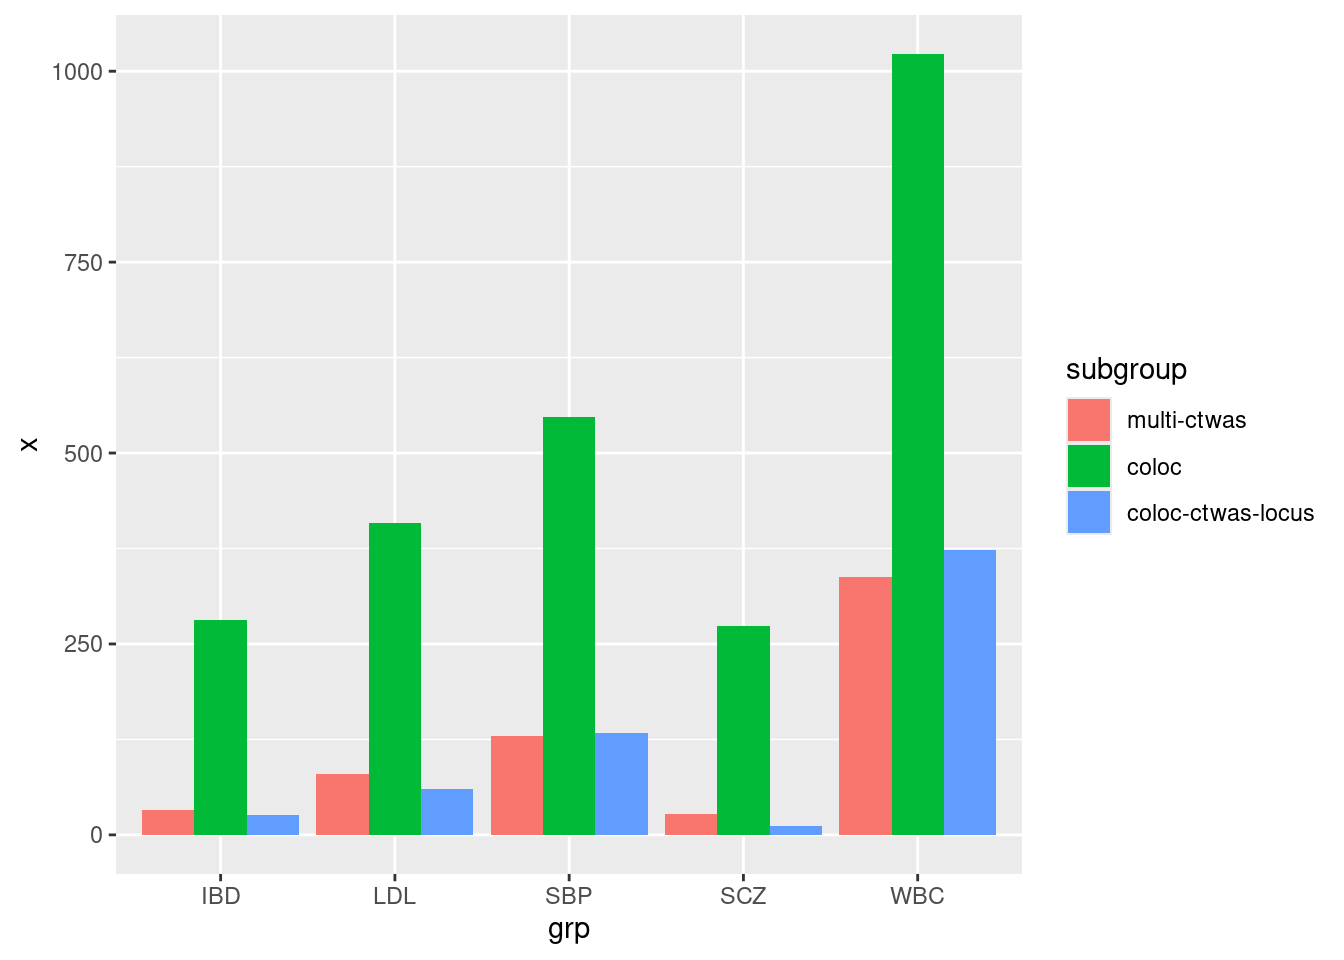 1000
750
500
250
0
x
IBD LDL SBP SCZ WBC
grp
subgroup
multi-ctwas
coloc
coloc-ctwas-locus